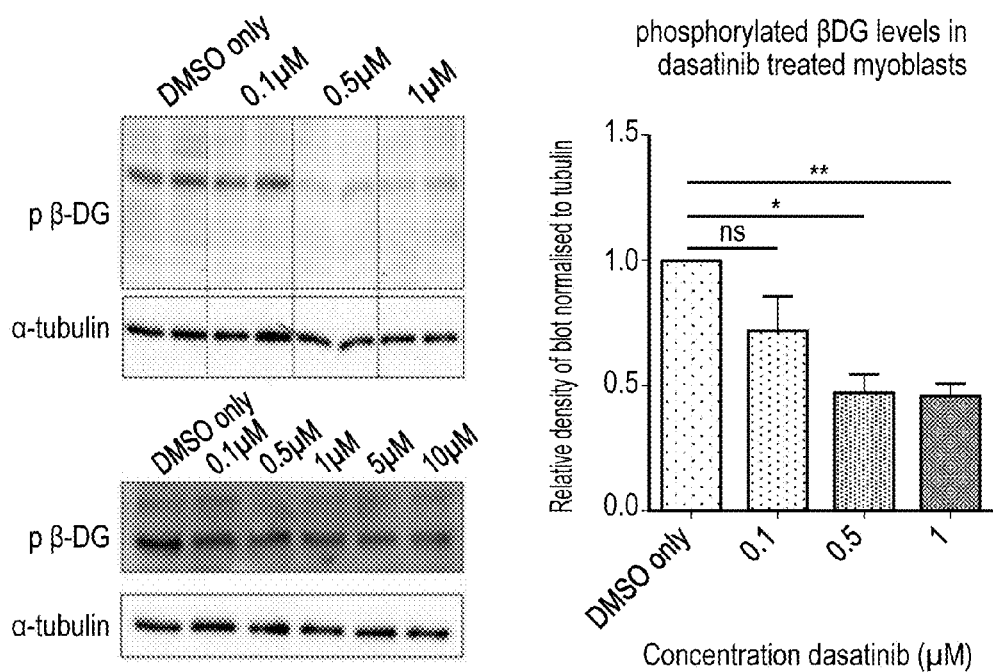 DMSO only
0.1µM
0.5µM
1µM
p β-DG
α-tubulin
DMSO only
0.1µM
0.5µM
1µM
5µM
10µM
p β-DG
α-tubulin
phosphorylated βDG levels in
dasatinib treated myoblasts
Relative density of blot normalised to tubulin
1.5
1.0
0.5
0.0
**
*
ns
DMSO only
0.1
0.5
1
Concentration dasatinib (µM)